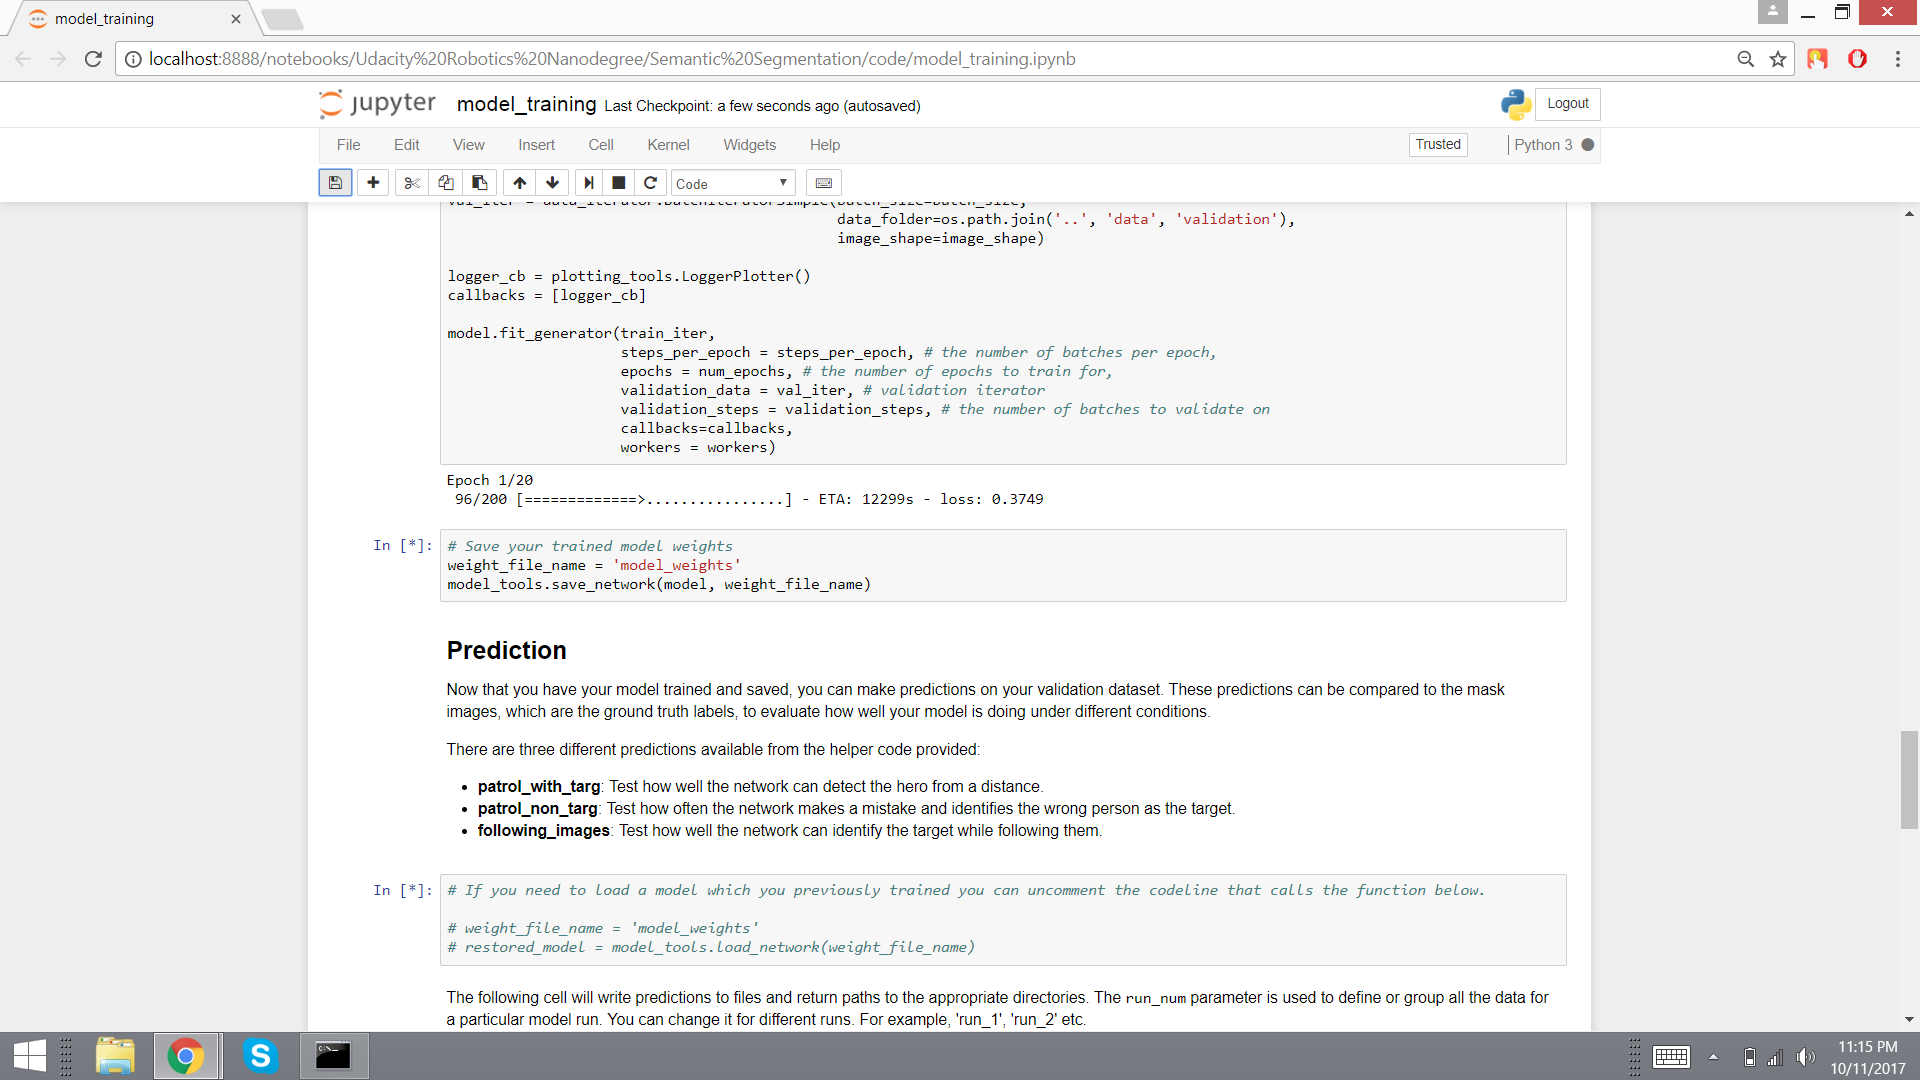 model_training
localhost:8888/notebooks/Udacity%20Robotics%20Nanodegree/Semantic%20Segmentation/code/model_training.ipynb
jupyter model_training Last Checkpoint: a few seconds ago (autosaved)
Logout
File Edit View Insert Cell Kernel Widgets Help
Trusted
Python 3
Code
val_iter = data_iterator.BatchIteratorSimple(batch_size=batch_size,
data_folder=os.path.join('..', 'data', 'validation'),
image_shape=image_shape)
logger_cb = plotting_tools.LoggerPlotter()
callbacks = [logger_cb]
model.fit_generator(train_iter,
steps_per_epoch = steps_per_epoch, # the number of batches per epoch,
epochs = num_epochs, # the number of epochs to train for,
validation_data = val_iter, # validation iterator
validation_steps = validation_steps, # the number of batches to validate on
callbacks=callbacks,
workers = workers)
Epoch 1/20
96/200 [=============>................] - ETA: 12299s - loss: 0.3749
In [*]:
# Save your trained model weights
weight_file_name = 'model_weights'
model_tools.save_network(model, weight_file_name)
Prediction
Now that you have your model trained and saved, you can make predictions on your validation dataset. These predictions can be compared to the mask
images, which are the ground truth labels, to evaluate how well your model is doing under different conditions.
There are three different predictions available from the helper code provided:
• patrol_with_targ: Test how well the network can detect the hero from a distance.
• patrol_non_targ: Test how often the network makes a mistake and identifies the wrong person as the target.
• following_images: Test how well the network can identify the target while following them.
In [*]:
# If you need to load a model which you previously trained you can uncomment the codeline that calls the function below.
# weight_file_name = 'model_weights'
# restored_model = model_tools.load_network(weight_file_name)
The following cell will write predictions to files and return paths to the appropriate directories. The run_num parameter is used to define or group all the data for
a particular model run. You can change it for different runs. For example, 'run_1', 'run_2' etc.
11:15 PM
10/11/2017